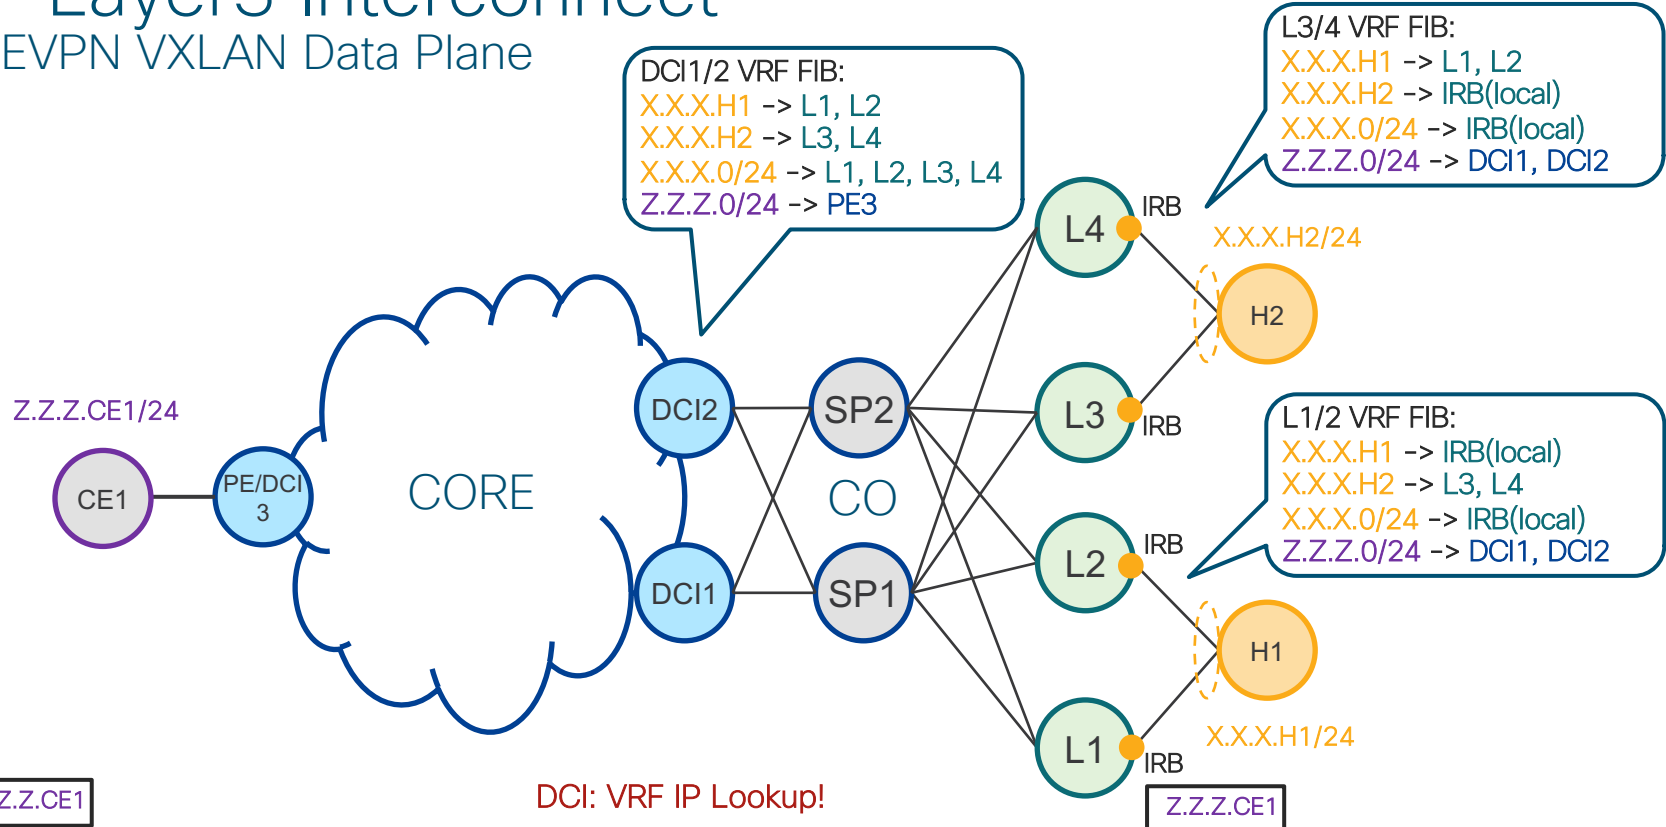 Layer3 Interconnect
EVPN VXLAN Data Plane
DCI1/2 VRF FIB:
X.X.X.H1 -> L1, L2
X.X.X.H2 -> L3, L4
X.X.X.0/24 -> L1, L2, L3, L4
Z.Z.Z.0/24 -> PE3
L3/4 VRF FIB:
X.X.X.H1 -> L1, L2
X.X.X.H2 -> IRB(local)
X.X.X.0/24 -> IRB(local)
Z.Z.Z.0/24 -> DCI1, DCI2
L4
IRB
X.X.X.H2/24
H2
Z.Z.Z.CE1/24
CE1
PE/DCI
3
CORE
DCI2
SP2
L3
IRB
CO
L1/2 VRF FIB:
X.X.X.H1 -> IRB(local)
X.X.X.H2 -> L3, L4
X.X.X.0/24 -> IRB(local)
Z.Z.Z.0/24 -> DCI1, DCI2
DCI1
SP1
L2
IRB
H1
X.X.X.H1/24
L1
IRB
Z.Z.CE1
DCI: VRF IP Lookup!
Z.Z.Z.CE1